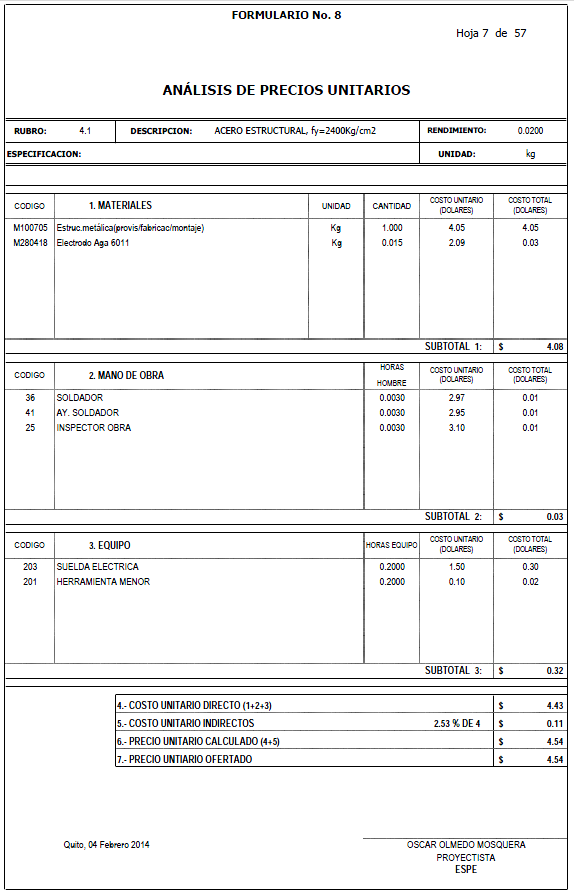 FORMULARIO No. 8
Hoja 7 de 57
ANÁLISIS DE PRECIOS UNITARIOS
RUBRO: 4.1 DESCRIPCION: ACERO ESTRUCTURAL, fy=2400Kg/cm2 RENDIMIENTO: 0.0200
ESPECIFICACION: UNIDAD: kg
CODIGO 1. MATERIALES UNIDAD CANTIDAD COSTO UNITARIO (DOLARES) COSTO TOTAL (DOLARES)
M100705 Estruc.metálica(provis/fabricac/montaje) Kg 1.000 4.05 4.05
M280418 Electrodo Aga 6011 Kg 0.015 2.09 0.03
SUBTOTAL 1: $ 4.08
CODIGO 2. MANO DE OBRA HORAS HOMBRE COSTO UNITARIO (DOLARES) COSTO TOTAL (DOLARES)
36 SOLDADOR 0.0030 2.97 0.01
41 AY. SOLDADOR 0.0030 2.95 0.01
25 INSPECTOR OBRA 0.0030 3.10 0.01
SUBTOTAL 2: $ 0.03
CODIGO 3. EQUIPO HORAS EQUIPO COSTO UNITARIO (DOLARES) COSTO TOTAL (DOLARES)
203 SUELDA ELECTRICA 0.2000 1.50 0.30
201 HERRAMIENTA MENOR 0.2000 0.10 0.02
SUBTOTAL 3: $ 0.32
4.- COSTO UNITARIO DIRECTO (1+2+3) $ 4.43
5.- COSTO UNITARIO INDIRECTOS 2.53 % DE 4 $ 0.11
6.- PRECIO UNITARIO CALCULADO (4+5) $ 4.54
7.- PRECIO UNTIARIO OFERTADO $ 4.54
Quito, 04 Febrero 2014 OSCAR OLMEDO MOSQUERA
PROYECTISTA
ESPE